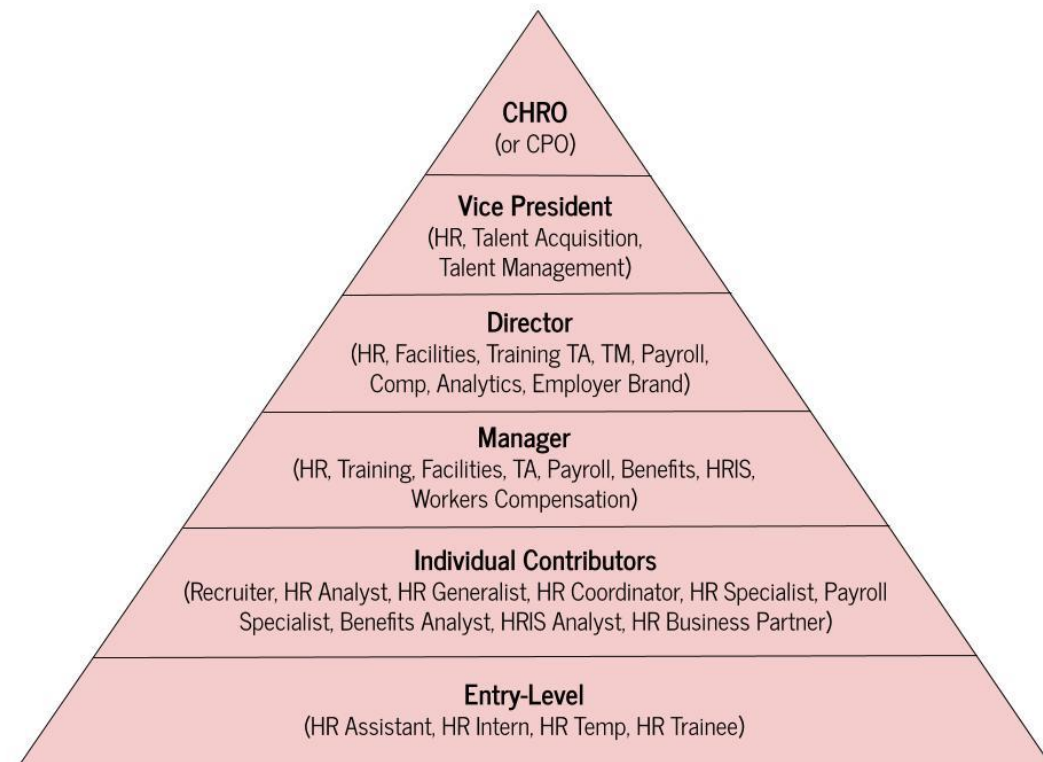 CHRO
(or CPO)
Vice President
(HR, Talent Acquisition,
Talent Management)
Director
(HR, Facilities, Training TA, TM, Payroll,
Comp, Analytics, Employer Brand)
Manager
(HR, Training, Facilities, TA, Payroll, Benefits, HRIS,
Workers Compensation)
Individual Contributors
(Recruiter, HR Analyst, HR Generalist, HR Coordinator, HR Specialist, Payroll
Specialist, Benefits Analyst, HRIS Analyst, HR Business Partner)
Entry-Level
(HR Assistant, HR Intern, HR Temp, HR Trainee)